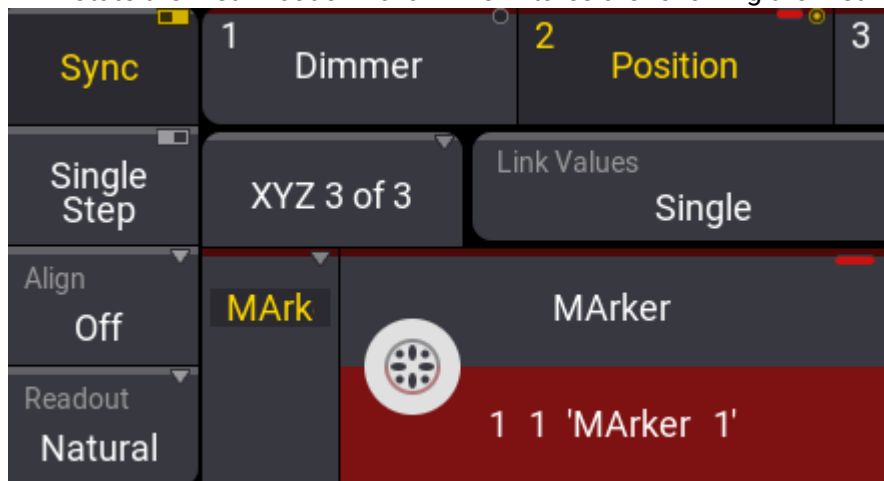 Sync
1 Dimmer
2 Position
3
Single
Step
XYZ 3 of 3
Link Values
Single
Align
Off
MArk
MArker
Readout
Natural
1 1 'MArker 1'